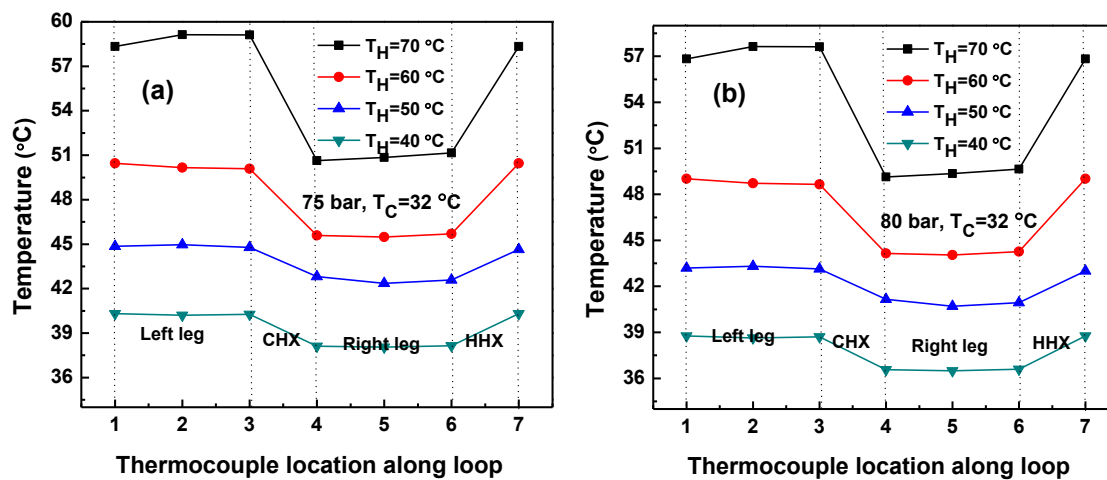 (a)
T_H=70 °C
T_H=60 °C
T_H=50 °C
T_H=40 °C
75 bar, T_C=32 °C
Left leg
CHX
Right leg
HHX
60
57
54
51
48
45
42
39
36
Temperature (°C)
1 2 3 4 5 6 7
Thermocouple location along loop
(b)
T_H=70 °C
T_H=60 °C
T_H=50 °C
T_H=40 °C
80 bar, T_C=32 °C
Left leg
CHX
Right leg
HHX
57
54
51
48
45
42
39
36
Temperature (°C)
1 2 3 4 5 6 7
Thermocouple location along loop